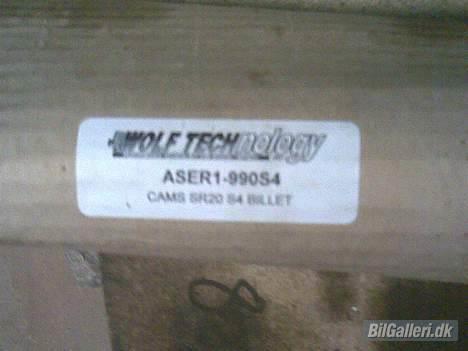 WOLF TECHnology
ASER1-990S4
CAMS SR20 S4 BILLET
BilGalleri.dk